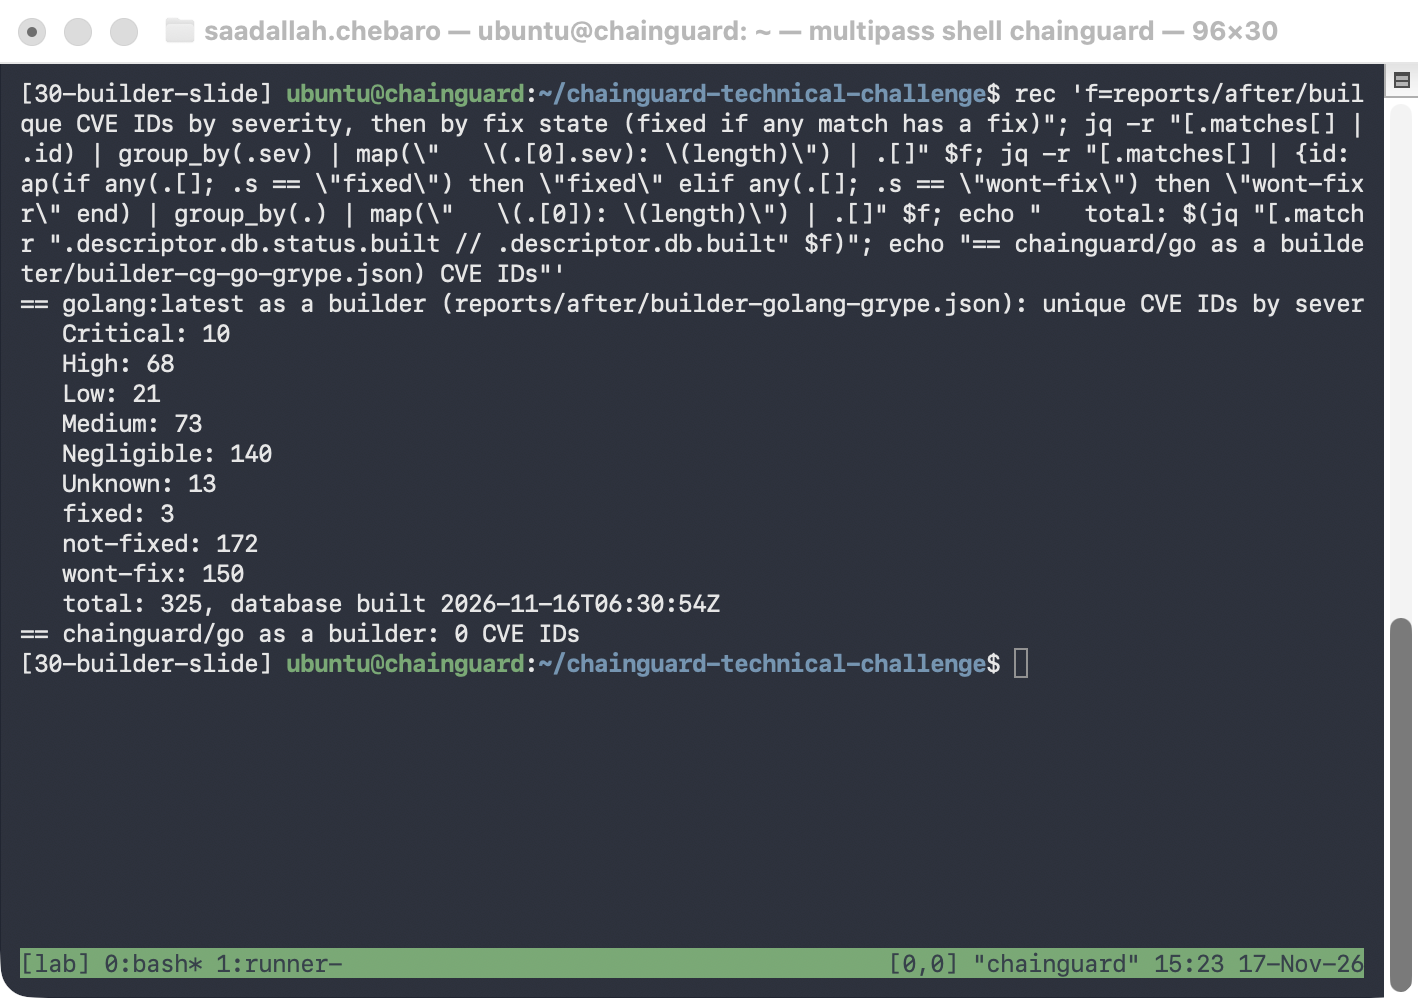 saadallah.chebaro — ubuntu@chainguard: ~ — multipass shell chainguard — 96×30
[30-builder-slide] ubuntu@chainguard:~/chainguard-technical-challenge$ rec 'f=reports/after/buil
que CVE IDs by severity, then by fix state (fixed if any match has a fix)"; jq -r "[.matches[] |
.id) | group_by(.sev) | map(\"   \(.[0].sev): \(length)\") | .[]" $f; jq -r "[.matches[] | {id:
ap(if any(.[]; .s == \"fixed\") then \"fixed\" elif any(.[]; .s == \"wont-fix\") then \"wont-fix
r\" end) | group_by(.) | map(\"   \(.[0]): \(length)\") | .[]" $f; echo "   total: $(jq "[.match
r ".descriptor.db.status.built // .descriptor.db.built" $f)"; echo "== chainguard/go as a builde
ter/builder-cg-go-grype.json) CVE IDs"'
== golang:latest as a builder (reports/after/builder-golang-grype.json): unique CVE IDs by sever
   Critical: 10
   High: 68
   Low: 21
   Medium: 73
   Negligible: 140
   Unknown: 13
   fixed: 3
   not-fixed: 172
   wont-fix: 150
   total: 325, database built 2026-11-16T06:30:54Z
== chainguard/go as a builder: 0 CVE IDs
[30-builder-slide] ubuntu@chainguard:~/chainguard-technical-challenge$
[lab] 0:bash* 1:runner- [0,0] "chainguard" 15:23 17-Nov-26